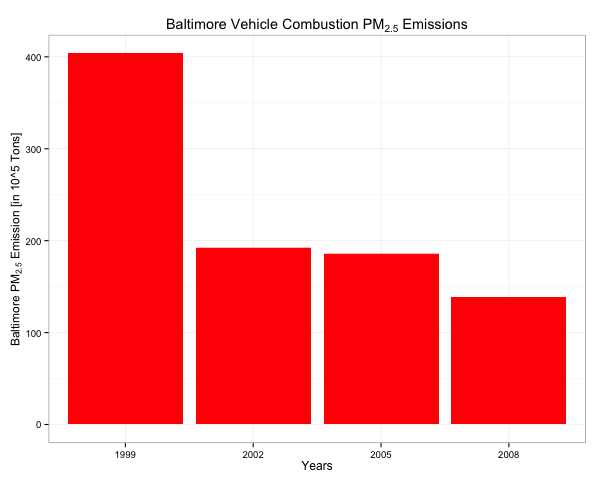 Baltimore Vehicle Combustion PM2.5 Emissions
Baltimore PM2.5 Emission [in 10^5 Tons]
400
300
200
100
0
1999 2002 2005 2008
Years